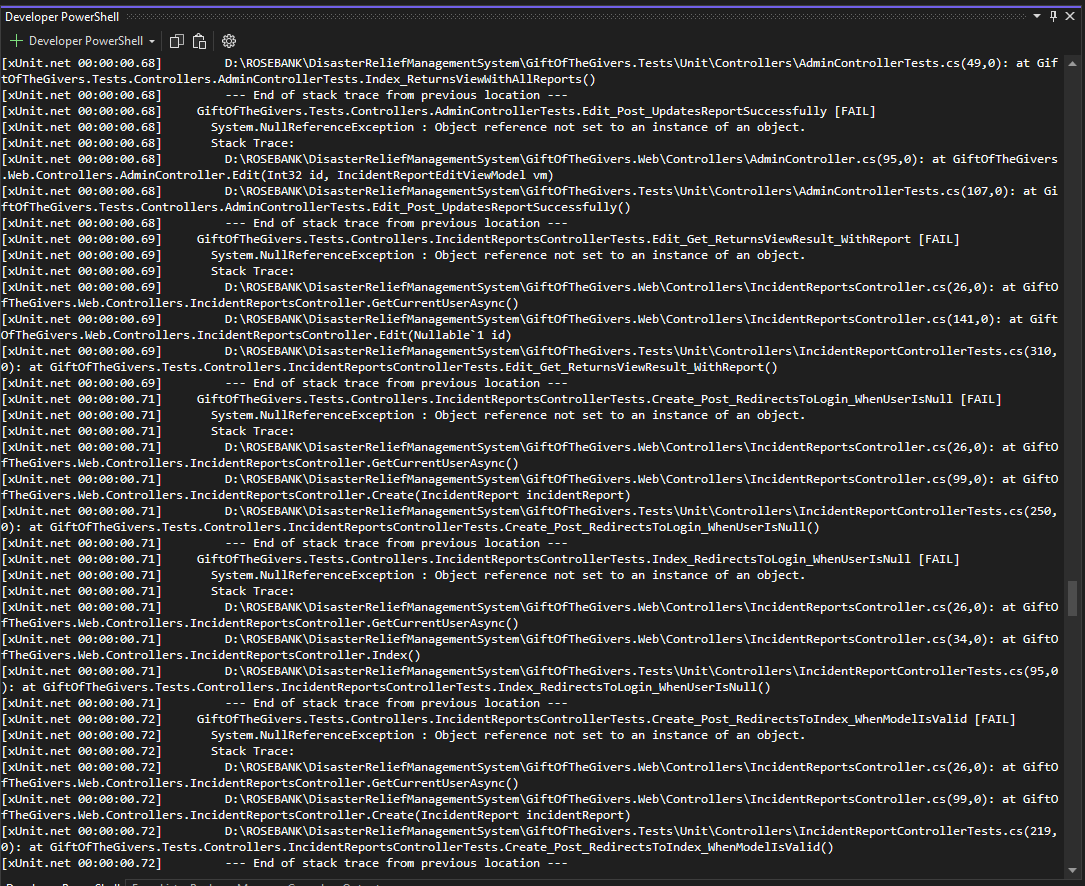 Developer PowerShell
Developer PowerShell
[xUnit.net 00:00:00.68]         D:\ROSEBANK\DisasterReliefManagementSystem\GiftOfTheGivers.Tests\Unit\Controllers\AdminControllerTests.cs(49,0): at Gif
tOfTheGivers.Tests.Controllers.AdminControllerTests.Index_ReturnsViewWithAllReports()
[xUnit.net 00:00:00.68]         --- End of stack trace from previous location ---
[xUnit.net 00:00:00.68]     GiftOfTheGivers.Tests.Controllers.AdminControllerTests.Edit_Post_UpdatesReportSuccessfully [FAIL]
[xUnit.net 00:00:00.68]       System.NullReferenceException : Object reference not set to an instance of an object.
[xUnit.net 00:00:00.68]       Stack Trace:
[xUnit.net 00:00:00.68]         D:\ROSEBANK\DisasterReliefManagementSystem\GiftOfTheGivers.Web\Controllers\AdminController.cs(95,0): at GiftOfTheGivers
.Web.Controllers.AdminController.Edit(Int32 id, IncidentReportEditViewModel vm)
[xUnit.net 00:00:00.68]         D:\ROSEBANK\DisasterReliefManagementSystem\GiftOfTheGivers.Tests\Unit\Controllers\AdminControllerTests.cs(107,0): at Gi
ftOfTheGivers.Tests.Controllers.AdminControllerTests.Edit_Post_UpdatesReportSuccessfully()
[xUnit.net 00:00:00.68]         --- End of stack trace from previous location ---
[xUnit.net 00:00:00.69]     GiftOfTheGivers.Tests.Controllers.IncidentReportsControllerTests.Edit_Get_ReturnsViewResult_WithReport [FAIL]
[xUnit.net 00:00:00.69]       System.NullReferenceException : Object reference not set to an instance of an object.
[xUnit.net 00:00:00.69]       Stack Trace:
[xUnit.net 00:00:00.69]         D:\ROSEBANK\DisasterReliefManagementSystem\GiftOfTheGivers.Web\Controllers\IncidentReportsController.cs(26,0): at GiftO
fTheGivers.Web.Controllers.IncidentReportsController.GetCurrentUserAsync()
[xUnit.net 00:00:00.69]         D:\ROSEBANK\DisasterReliefManagementSystem\GiftOfTheGivers.Web\Controllers\IncidentReportsController.cs(141,0): at Gift
OfTheGivers.Web.Controllers.IncidentReportsController.Edit(Nullable`1 id)
[xUnit.net 00:00:00.69]         D:\ROSEBANK\DisasterReliefManagementSystem\GiftOfTheGivers.Tests\Unit\Controllers\IncidentReportControllerTests.cs(310,
0): at GiftOfTheGivers.Tests.Controllers.IncidentReportsControllerTests.Edit_Get_ReturnsViewResult_WithReport()
[xUnit.net 00:00:00.69]         --- End of stack trace from previous location ---
[xUnit.net 00:00:00.71]     GiftOfTheGivers.Tests.Controllers.IncidentReportsControllerTests.Create_Post_RedirectsToLogin_WhenUserIsNull [FAIL]
[xUnit.net 00:00:00.71]       System.NullReferenceException : Object reference not set to an instance of an object.
[xUnit.net 00:00:00.71]       Stack Trace:
[xUnit.net 00:00:00.71]         D:\ROSEBANK\DisasterReliefManagementSystem\GiftOfTheGivers.Web\Controllers\IncidentReportsController.cs(26,0): at GiftO
fTheGivers.Web.Controllers.IncidentReportsController.GetCurrentUserAsync()
[xUnit.net 00:00:00.71]         D:\ROSEBANK\DisasterReliefManagementSystem\GiftOfTheGivers.Web\Controllers\IncidentReportsController.cs(99,0): at GiftO
fTheGivers.Web.Controllers.IncidentReportsController.Create(IncidentReport incidentReport)
[xUnit.net 00:00:00.71]         D:\ROSEBANK\DisasterReliefManagementSystem\GiftOfTheGivers.Tests\Unit\Controllers\IncidentReportControllerTests.cs(250,
0): at GiftOfTheGivers.Tests.Controllers.IncidentReportsControllerTests.Create_Post_RedirectsToLogin_WhenUserIsNull()
[xUnit.net 00:00:00.71]         --- End of stack trace from previous location ---
[xUnit.net 00:00:00.71]     GiftOfTheGivers.Tests.Controllers.IncidentReportsControllerTests.Index_RedirectsToLogin_WhenUserIsNull [FAIL]
[xUnit.net 00:00:00.71]       System.NullReferenceException : Object reference not set to an instance of an object.
[xUnit.net 00:00:00.71]       Stack Trace:
[xUnit.net 00:00:00.71]         D:\ROSEBANK\DisasterReliefManagementSystem\GiftOfTheGivers.Web\Controllers\IncidentReportsController.cs(26,0): at GiftO
fTheGivers.Web.Controllers.IncidentReportsController.GetCurrentUserAsync()
[xUnit.net 00:00:00.71]         D:\ROSEBANK\DisasterReliefManagementSystem\GiftOfTheGivers.Web\Controllers\IncidentReportsController.cs(34,0): at GiftO
fTheGivers.Web.Controllers.IncidentReportsController.Index()
[xUnit.net 00:00:00.71]         D:\ROSEBANK\DisasterReliefManagementSystem\GiftOfTheGivers.Tests\Unit\Controllers\IncidentReportControllerTests.cs(95,0
): at GiftOfTheGivers.Tests.Controllers.IncidentReportsControllerTests.Index_RedirectsToLogin_WhenUserIsNull()
[xUnit.net 00:00:00.71]         --- End of stack trace from previous location ---
[xUnit.net 00:00:00.72]     GiftOfTheGivers.Tests.Controllers.IncidentReportsControllerTests.Create_Post_RedirectsToIndex_WhenModelIsValid [FAIL]
[xUnit.net 00:00:00.72]       System.NullReferenceException : Object reference not set to an instance of an object.
[xUnit.net 00:00:00.72]       Stack Trace:
[xUnit.net 00:00:00.72]         D:\ROSEBANK\DisasterReliefManagementSystem\GiftOfTheGivers.Web\Controllers\IncidentReportsController.cs(26,0): at GiftO
fTheGivers.Web.Controllers.IncidentReportsController.GetCurrentUserAsync()
[xUnit.net 00:00:00.72]         D:\ROSEBANK\DisasterReliefManagementSystem\GiftOfTheGivers.Web\Controllers\IncidentReportsController.cs(99,0): at GiftO
fTheGivers.Web.Controllers.IncidentReportsController.Create(IncidentReport incidentReport)
[xUnit.net 00:00:00.72]         D:\ROSEBANK\DisasterReliefManagementSystem\GiftOfTheGivers.Tests\Unit\Controllers\IncidentReportControllerTests.cs(219,
0): at GiftOfTheGivers.Tests.Controllers.IncidentReportsControllerTests.Create_Post_RedirectsToIndex_WhenModelIsValid()
[xUnit.net 00:00:00.72]         --- End of stack trace from previous location ---